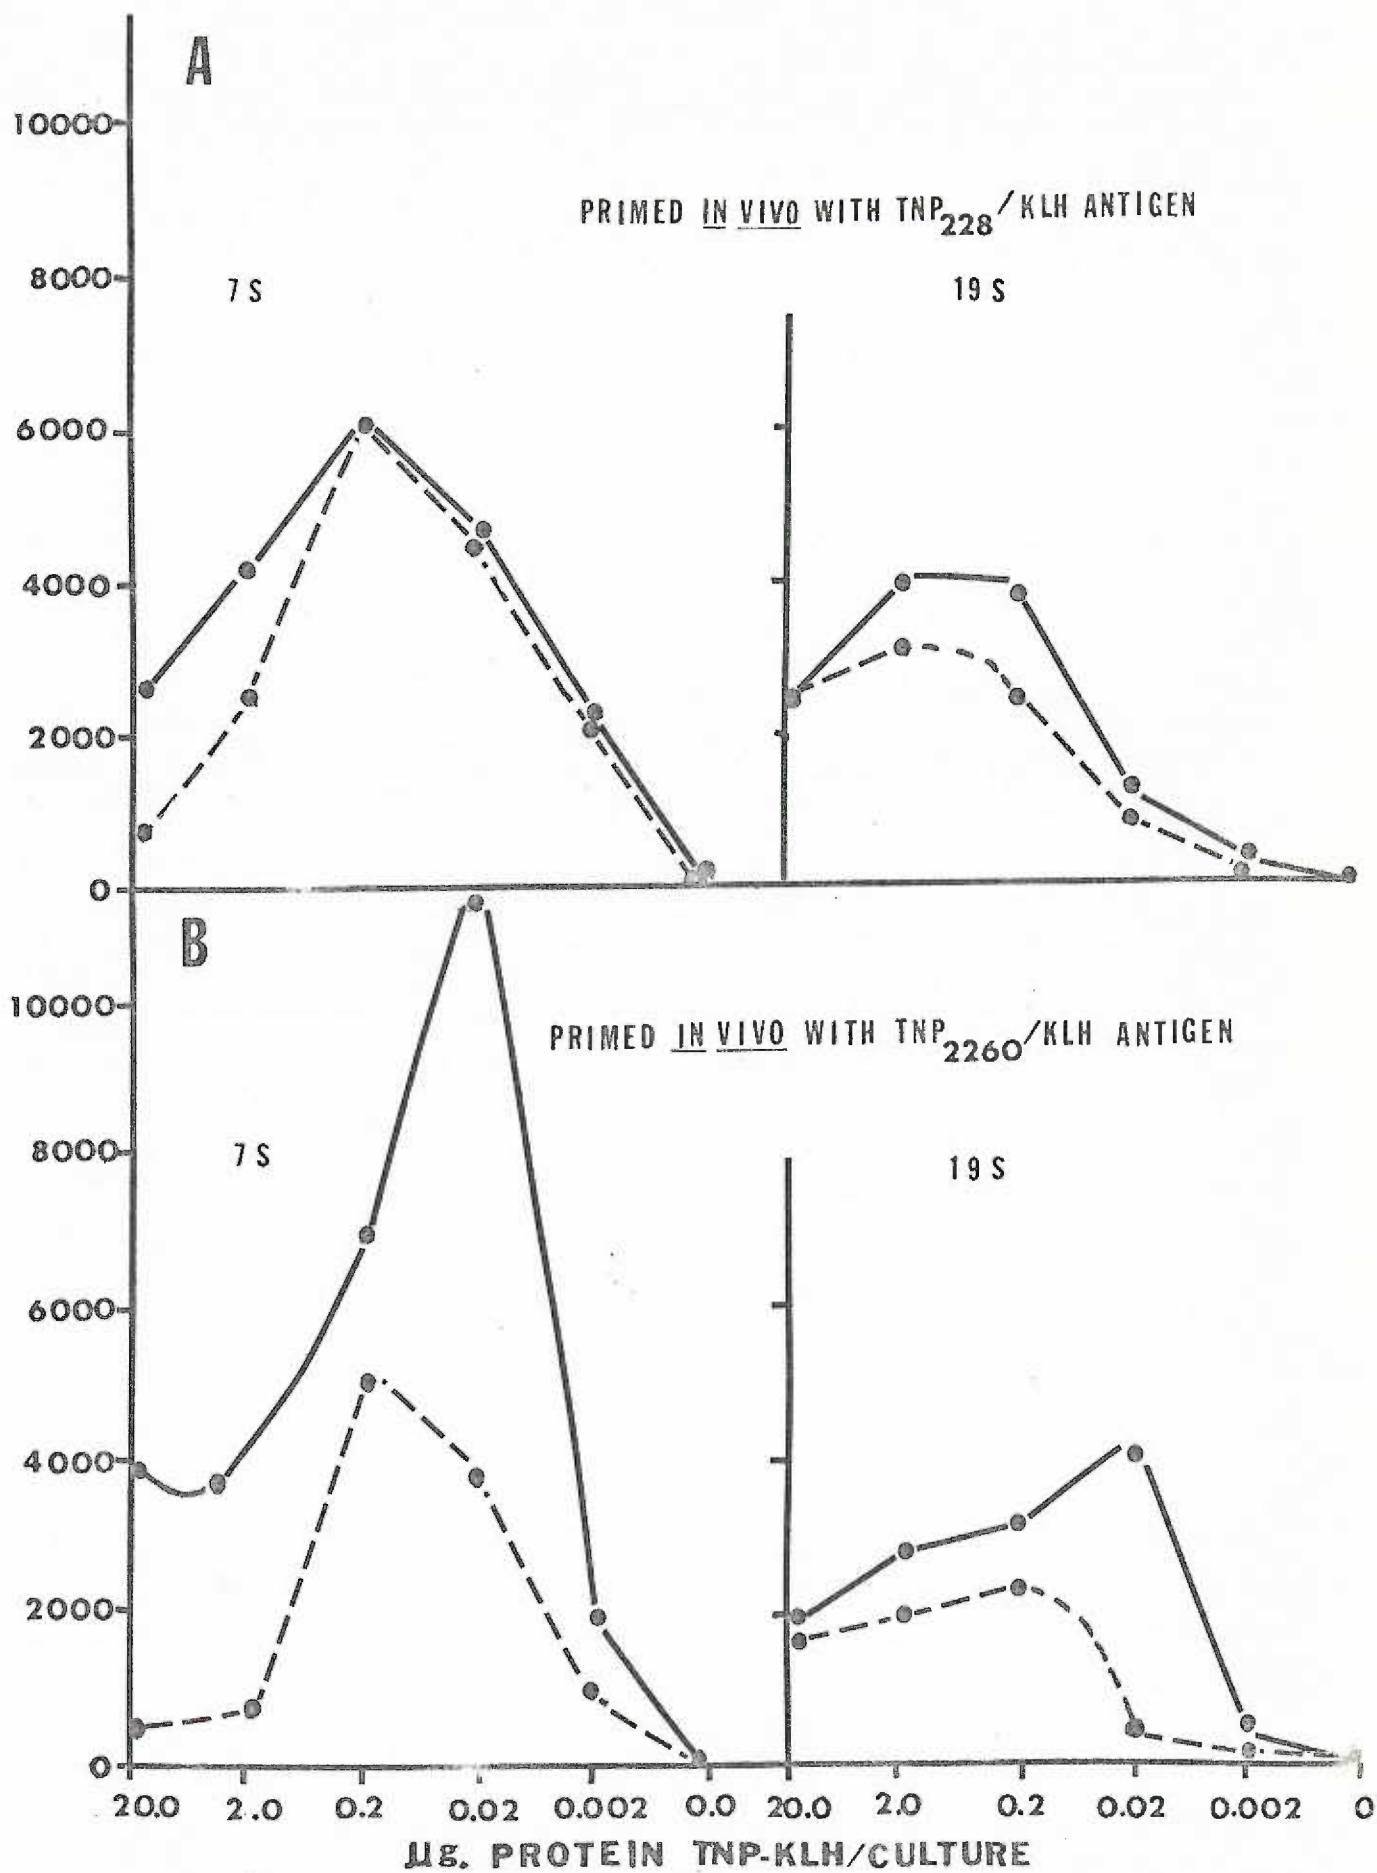 A
10000
PRIMED IN VIVO WITH TNP228/KLH ANTIGEN
8000
7 S
19 S
6000
4000
2000
0
B
10000
PRIMED IN VIVO WITH TNP2260/KLH ANTIGEN
8000
7 S
19 S
6000
4000
2000
0
20.0 2.0 0.2 0.02 0.002 0.0 20.0 2.0 0.2 0.02 0.002 0
µg. PROTEIN TNP-KLH/CULTURE